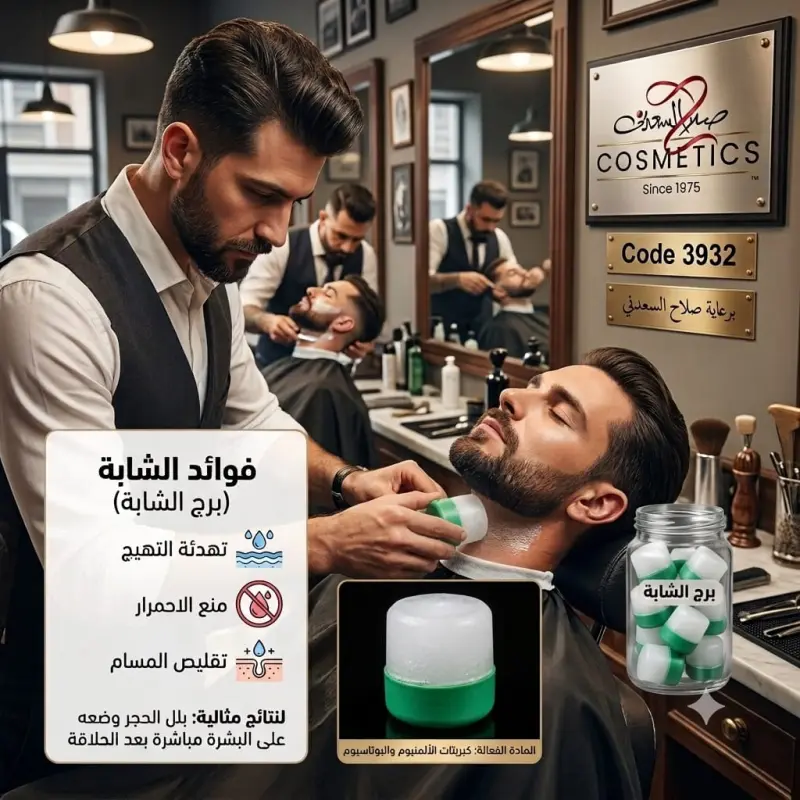 صلاح السعدني
COSMETICS
Since 1975
TM
Code 3932
برعاية صلاح السعدني
فوائد الشابة
(برج الشابة)
تهدئة التهيج
منع الاحمرار
تقليص المسام
لنتائج مثالية: بلل الحجر وضعه
على البشرة مباشرة بعد الحلاقة
برج الشابة
المادة الفعالة: كبريتات الألمنيوم والبوتاسيوم